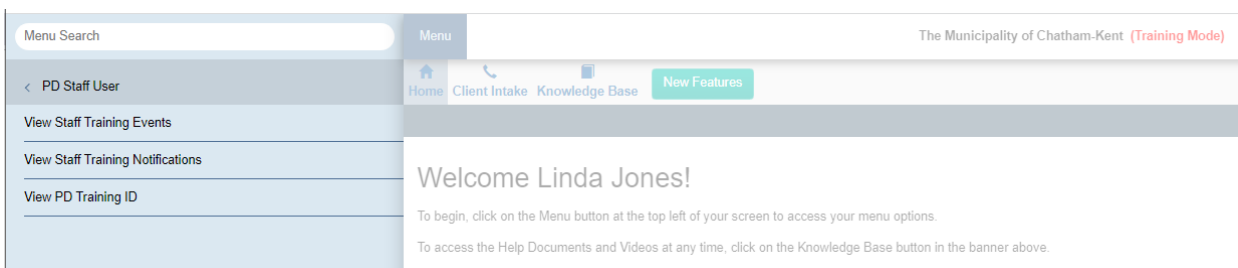 Menu Search
Menu
The Municipality of Chatham-Kent (Training Mode)
PD Staff User
Home Client Intake Knowledge Base New Features
View Staff Training Events
View Staff Training Notifications
View PD Training ID
Welcome Linda Jones!
To begin, click on the Menu button at the top left of your screen to access your menu options.
To access the Help Documents and Videos at any time, click on the Knowledge Base button in the banner above.